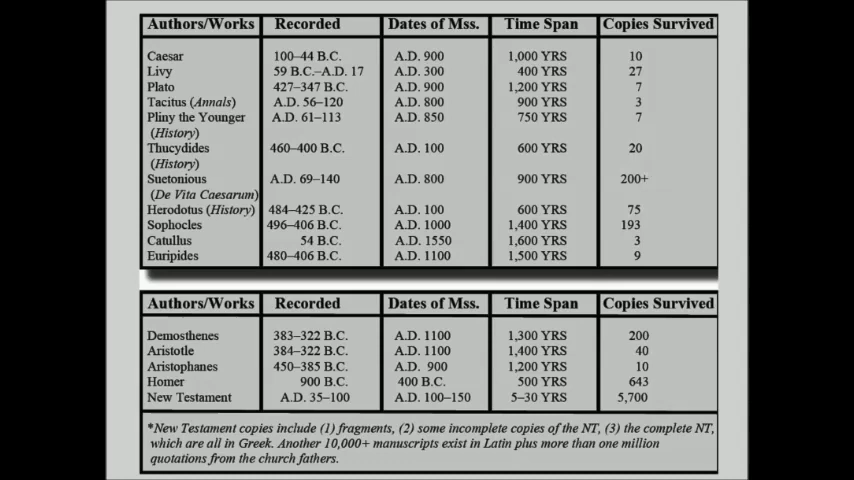 Authors/Works Recorded Dates of Mss. Time Span Copies Survived
Caesar 100–44 B.C. A.D. 900 1,000 YRS 10
Livy 59 B.C.–A.D. 17 A.D. 300 400 YRS 27
Plato 427–347 B.C. A.D. 900 1,200 YRS 7
Tacitus (Annals) A.D. 56–120 A.D. 800 900 YRS 3
Pliny the Younger A.D. 61–113 A.D. 850 750 YRS 7
(History)
Thucydides 460–400 B.C. A.D. 100 600 YRS 20
(History)
Suetonious A.D. 69–140 A.D. 800 900 YRS 200+
(De Vita Caesarum)
Herodotus (History) 484–425 B.C. A.D. 100 600 YRS 75
Sophocles 496–406 B.C. A.D. 1000 1,400 YRS 193
Catullus 54 B.C. A.D. 1550 1,600 YRS 3
Euripides 480–406 B.C. A.D. 1100 1,500 YRS 9
Authors/Works Recorded Dates of Mss. Time Span Copies Survived
Demosthenes 383–322 B.C. A.D. 1100 1,300 YRS 200
Aristotle 384–322 B.C. A.D. 1100 1,400 YRS 40
Aristophanes 450–385 B.C. A.D. 900 1,200 YRS 10
Homer 900 B.C. 400 B.C. 500 YRS 643
New Testament A.D. 35–100 A.D. 100–150 5–30 YRS 5,700
*New Testament copies include (1) fragments, (2) some incomplete copies of the NT, (3) the complete NT,
which are all in Greek. Another 10,000+ manuscripts exist in Latin plus more than one million
quotations from the church fathers.